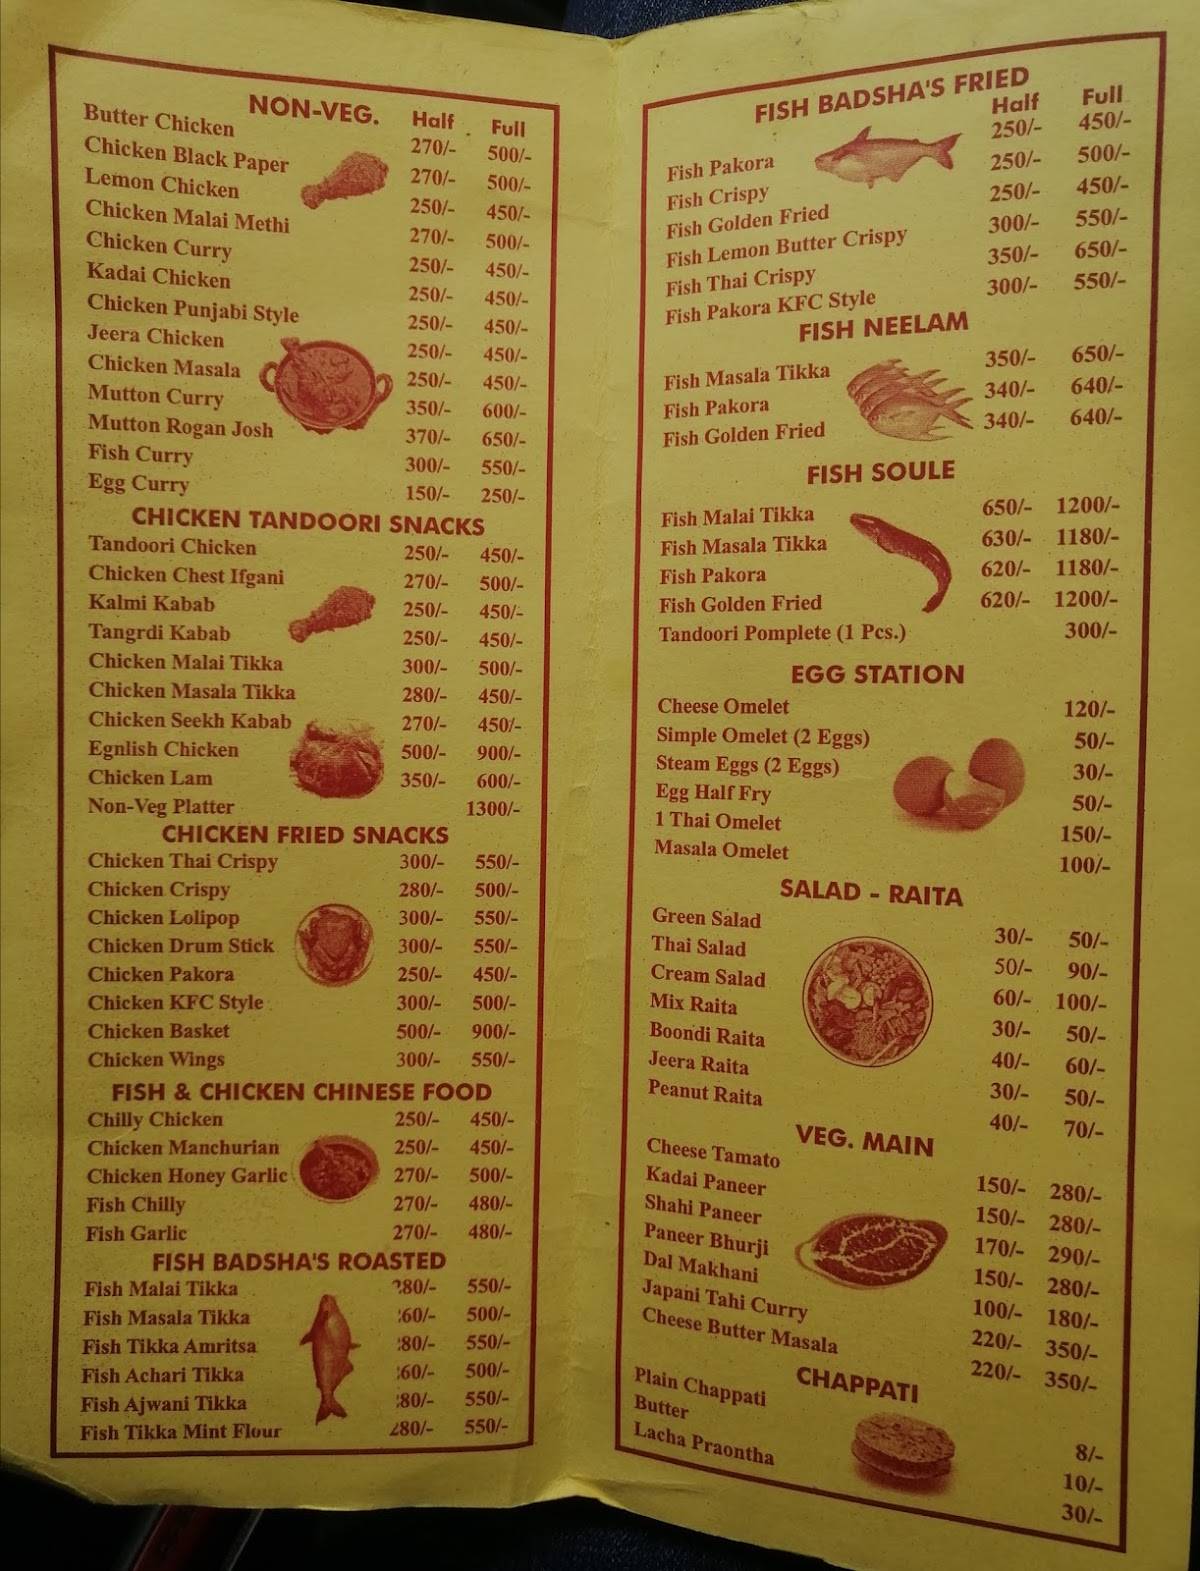 NON-VEG. Half Full
Butter Chicken 270/- 500/-
Chicken Black Paper 270/- 500/-
Lemon Chicken 250/- 450/-
Chicken Malai Methi 270/- 500/-
Chicken Curry 250/- 450/-
Kadai Chicken 250/- 450/-
Chicken Punjabi Style 250/- 450/-
Jeera Chicken 250/- 450/-
Chicken Masala 250/- 450/-
Mutton Curry 350/- 600/-
Mutton Rogan Josh 370/- 650/-
Fish Curry 300/- 550/-
Egg Curry 150/- 250/-
CHICKEN TANDOORI SNACKS
Tandoori Chicken 250/- 450/-
Chicken Chest Ifgani 270/- 500/-
Kalmi Kabab 250/- 450/-
Tangrdi Kabab 250/- 450/-
Chicken Malai Tikka 300/- 500/-
Chicken Masala Tikka 280/- 450/-
Chicken Seekh Kabab 270/- 450/-
Egnlish Chicken 500/- 900/-
Chicken Lam 350/- 600/-
Non-Veg Platter 1300/-
CHICKEN FRIED SNACKS
Chicken Thai Crispy 300/- 550/-
Chicken Crispy 280/- 500/-
Chicken Lolipop 300/- 550/-
Chicken Drum Stick 300/- 550/-
Chicken Pakora 250/- 450/-
Chicken KFC Style 300/- 500/-
Chicken Basket 500/- 900/-
Chicken Wings 300/- 550/-
FISH & CHICKEN CHINESE FOOD
Chilly Chicken 250/- 450/-
Chicken Manchurian 250/- 450/-
Chicken Honey Garlic 270/- 500/-
Fish Chilly 270/- 480/-
Fish Garlic 270/- 480/-
FISH BADSHA'S ROASTED
Fish Malai Tikka 280/- 550/-
Fish Masala Tikka 60/- 500/-
Fish Tikka Amritsa 80/- 550/-
Fish Achari Tikka 60/- 500/-
Fish Ajwani Tikka 80/- 550/-
Fish Tikka Mint Flour 280/- 550/-
FISH BADSHA'S FRIED
Half Full
Fish Pakora 250/- 450/-
Fish Crispy 250/- 500/-
Fish Golden Fried 250/- 450/-
Fish Lemon Butter Crispy 300/- 550/-
Fish Thai Crispy 350/- 650/-
Fish Pakora KFC Style 300/- 550/-
FISH NEELAM
Fish Masala Tikka 350/- 650/-
Fish Pakora 340/- 640/-
Fish Golden Fried 340/- 640/-
FISH SOULE
Fish Malai Tikka 650/- 1200/-
Fish Masala Tikka 630/- 1180/-
Fish Pakora 620/- 1180/-
Fish Golden Fried 620/- 1200/-
Tandoori Pomplete (1 Pcs.) 300/-
EGG STATION
Cheese Omelet 120/-
Simple Omelet (2 Eggs) 50/-
Steam Eggs (2 Eggs) 30/-
Egg Half Fry 50/-
1 Thai Omelet 150/-
Masala Omelet 100/-
SALAD - RAITA
Green Salad 30/- 50/-
Thai Salad 50/- 90/-
Cream Salad 60/- 100/-
Mix Raita 30/- 50/-
Boondi Raita 40/- 60/-
Jeera Raita 30/- 50/-
Peanut Raita 40/- 70/-
VEG. MAIN
Cheese Tamato 150/- 280/-
Kadai Paneer 150/- 280/-
Shahi Paneer 170/- 290/-
Paneer Bhurji 150/- 280/-
Dal Makhani 100/- 180/-
Japani Tahi Curry 220/- 350/-
Cheese Butter Masala 220/- 350/-
CHAPPATI
Plain Chappati 8/-
Butter 10/-
Lacha Praontha 30/-